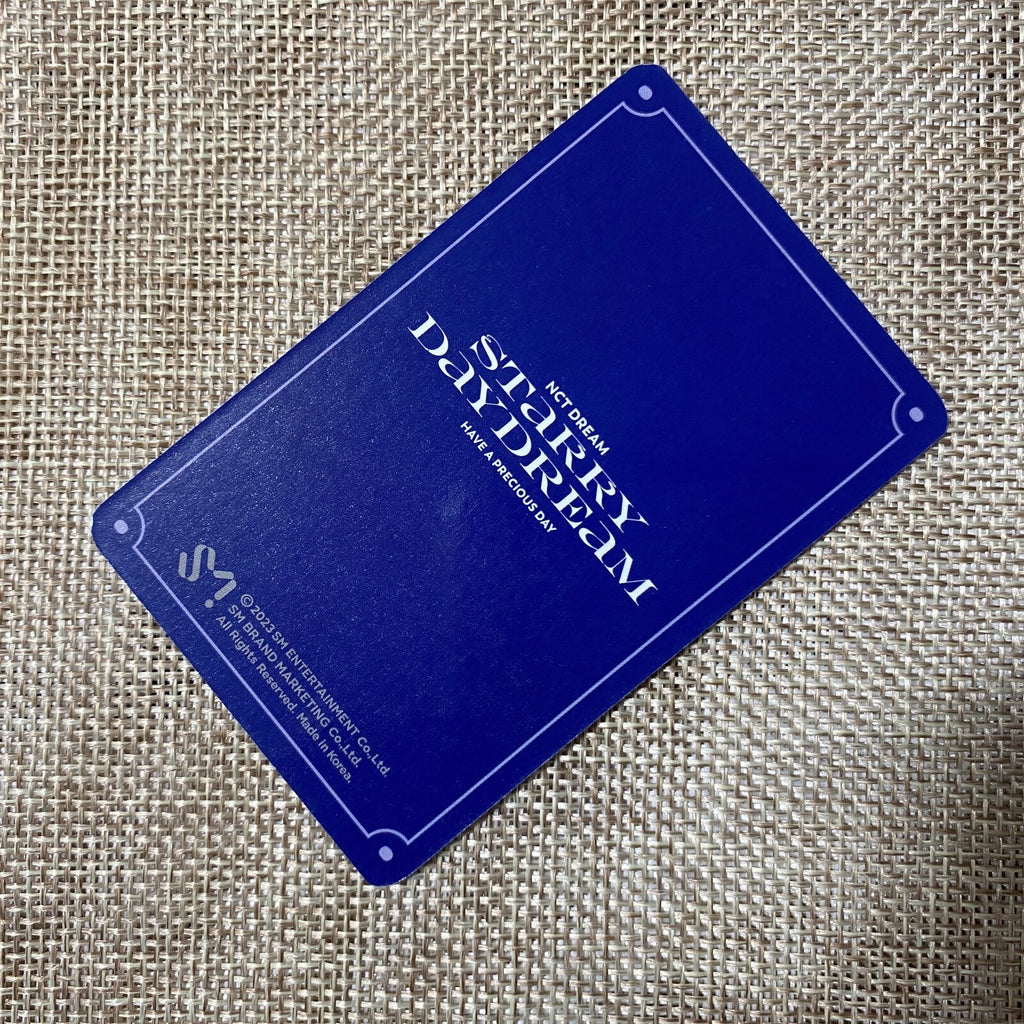 NCT DREAM
STaRRY
DaYDREaM
HAVE A PRECIOUS DAY
SM
© 2023 SM ENTERTAINMENT Co.,Ltd.
SM BRAND MARKETING Co.,Ltd.
All Rights Reserved. Made in Korea.